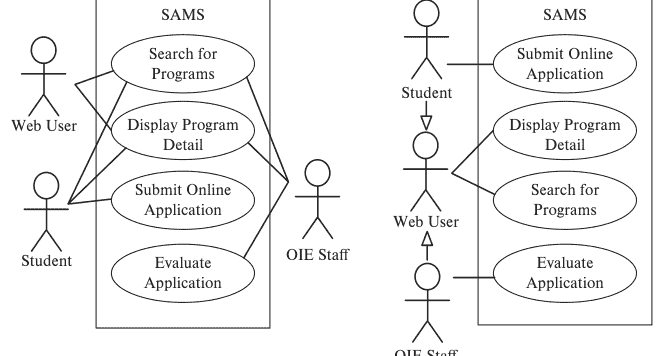 SAMS
Search for
Programs
Web User
Display Program
Detail
Submit Online
Application
Student
OIE Staff
Evaluate
Application
SAMS
Submit Online
Application
Student
Display Program
Detail
Web User
Search for
Programs
Evaluate
Application
OIE Staff